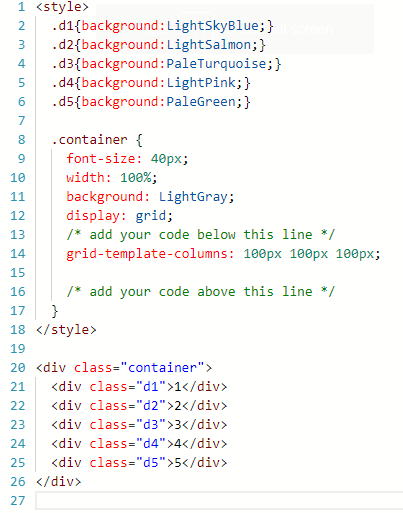 1 <style>
2 .d1{background:LightSkyBlue;}
3 .d2{background:LightSalmon;}
4 .d3{background:PaleTurquoise;}
5 .d4{background:LightPink;}
6 .d5{background:PaleGreen;}
7
8 .container {
9 font-size: 40px;
10 width: 100%;
11 background: LightGray;
12 display: grid;
13 /* add your code below this line */
14 grid-template-columns: 100px 100px 100px;
15
16 /* add your code above this line */
17 }
18 </style>
19
20 <div class="container">
21 <div class="d1">1</div>
22 <div class="d2">2</div>
23 <div class="d3">3</div>
24 <div class="d4">4</div>
25 <div class="d5">5</div>
26 </div>
27